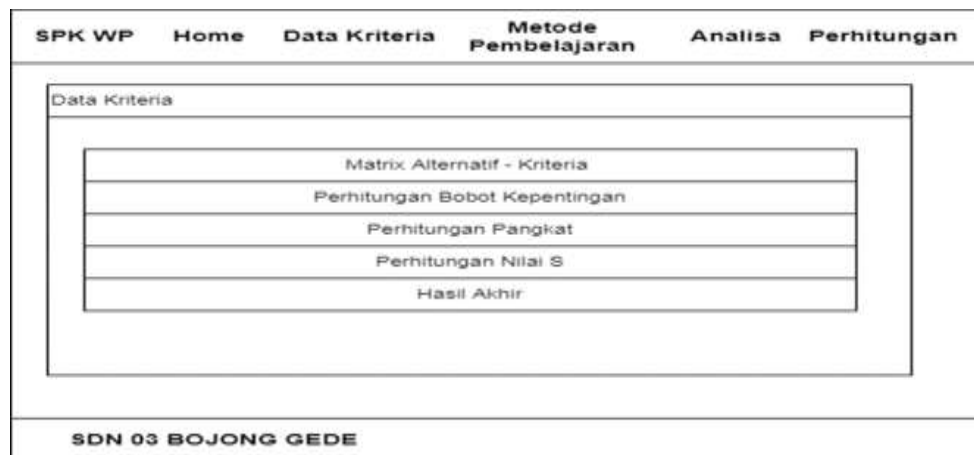 SPK WP Home Data Kriteria Metode Pembelajaran Analisa Perhitungan
Data Kriteria
Matrix Alternatif - Kriteria
Perhitungan Bobot Kepentingan
Perhitungan Pangkat
Perhitungan Nilai S
Hasil Akhir
SDN 03 BOJONG GEDE